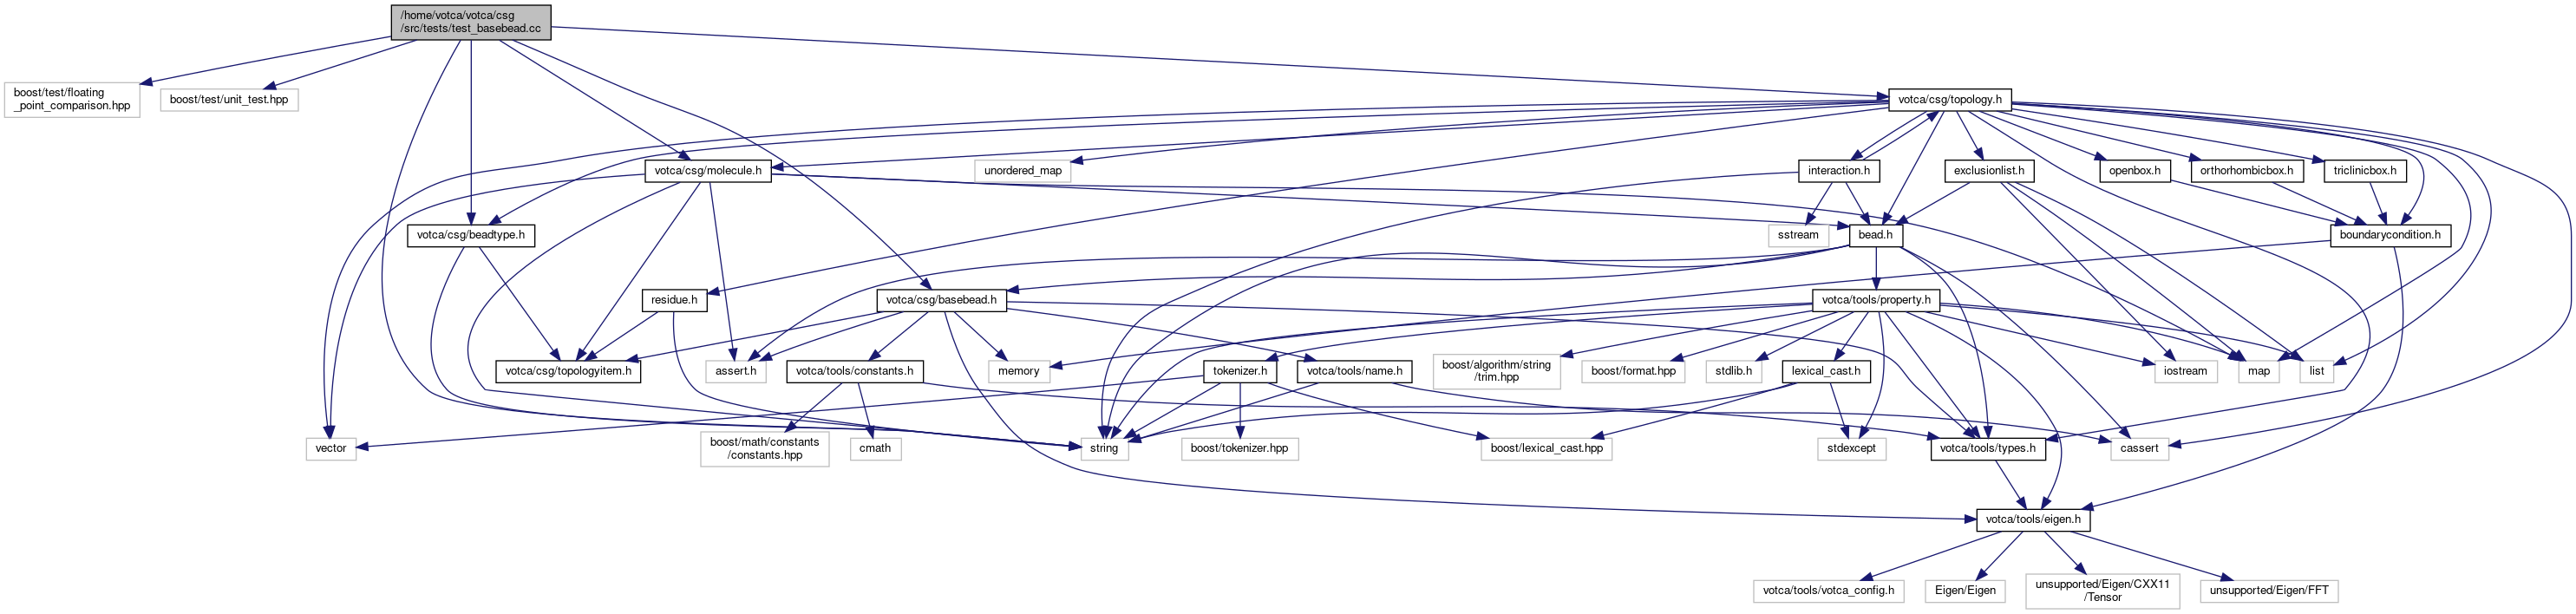 /home/votca/votca/csg
/src/tests/test_basebead.cc
boost/test/floating
_point_comparison.hpp
boost/test/unit_test.hpp
votca/csg/topology.h
votca/csg/molecule.h
unordered_map
interaction.h
exclusionlist.h
openbox.h
orthorhombicbox.h
triclinicbox.h
votca/csg/beadtype.h
sstream
bead.h
boundarycondition.h
residue.h
votca/csg/basebead.h
votca/tools/property.h
votca/csg/topologyitem.h
assert.h
votca/tools/constants.h
memory
tokenizer.h
votca/tools/name.h
boost/algorithm/string
/trim.hpp
boost/format.hpp
stdlib.h
lexical_cast.h
iostream
map
list
vector
boost/math/constants
/constants.hpp
cmath
string
boost/tokenizer.hpp
boost/lexical_cast.hpp
stdexcept
votca/tools/types.h
cassert
votca/tools/eigen.h
votca/tools/votca_config.h
Eigen/Eigen
unsupported/Eigen/CXX11
/Tensor
unsupported/Eigen/FFT